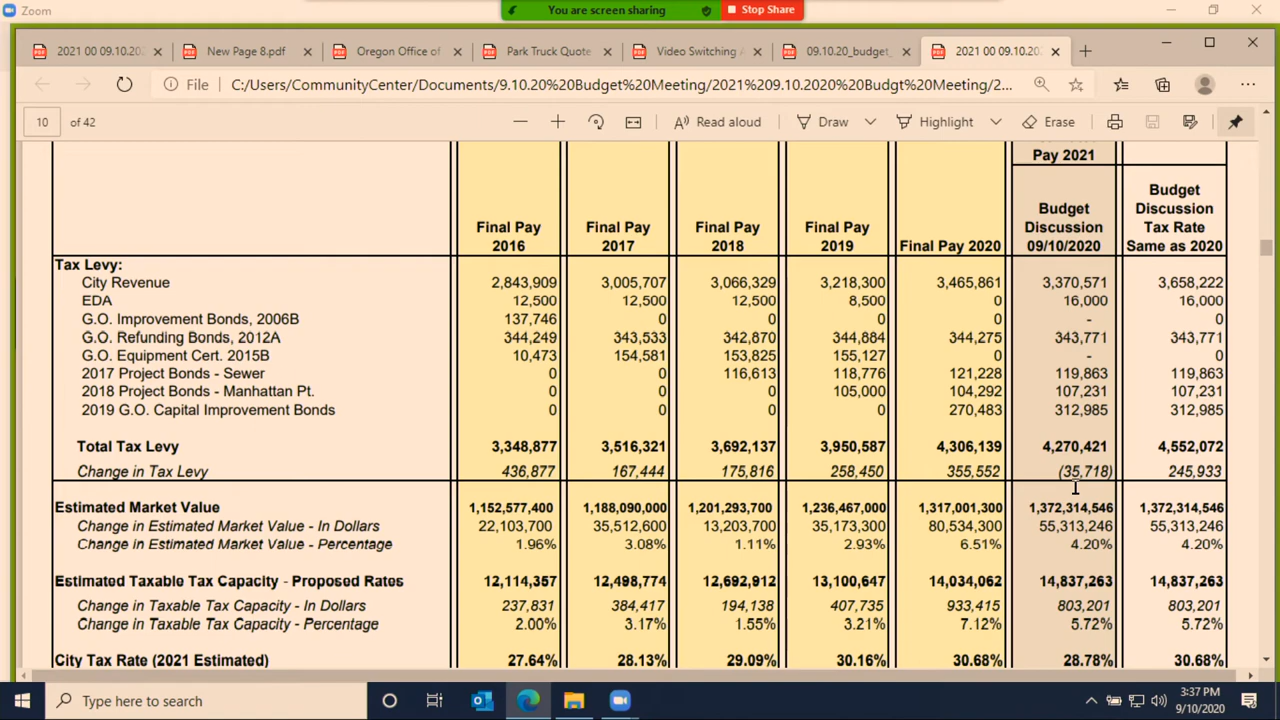 Zoom
You are screen sharing
Stop Share
2021 00 09.10.20
New Page 8.pdf
Oregon Office of
Park Truck Quote
Video Switching
09.10.20_budget_
2021 00 09.10.202
File C:/Users/CommunityCenter/Documents/9.10.20%20Budget%20Meeting/2021%209.10.2020%20Budgt%20Meeting/2...
10 of 42
Read aloud
Draw
Highlight
Erase
Pay 2021
Final Pay 2016 Final Pay 2017 Final Pay 2018 Final Pay 2019 Final Pay 2020 Budget Discussion 09/10/2020 Budget Discussion Tax Rate Same as 2020
Tax Levy:
City Revenue 2,843,909 3,005,707 3,066,329 3,218,300 3,465,861 3,370,571 3,658,222
EDA 12,500 12,500 12,500 8,500 0 16,000 16,000
G.O. Improvement Bonds, 2006B 137,746 0 0 0 0 - 0
G.O. Refunding Bonds, 2012A 344,249 343,533 342,870 344,884 344,275 343,771 343,771
G.O. Equipment Cert. 2015B 10,473 154,581 153,825 155,127 0 - 0
2017 Project Bonds - Sewer 0 0 116,613 118,776 121,228 119,863 119,863
2018 Project Bonds - Manhattan Pt. 0 0 0 105,000 104,292 107,231 107,231
2019 G.O. Capital Improvement Bonds 0 0 0 0 270,483 312,985 312,985
Total Tax Levy 3,348,877 3,516,321 3,692,137 3,950,587 4,306,139 4,270,421 4,552,072
Change in Tax Levy 436,877 167,444 175,816 258,450 355,552 (35,718) 245,933
Estimated Market Value 1,152,577,400 1,188,090,000 1,201,293,700 1,236,467,000 1,317,001,300 1,372,314,546 1,372,314,546
Change in Estimated Market Value - In Dollars 22,103,700 35,512,600 13,203,700 35,173,300 80,534,300 55,313,246 55,313,246
Change in Estimated Market Value - Percentage 1.96% 3.08% 1.11% 2.93% 6.51% 4.20% 4.20%
Estimated Taxable Tax Capacity - Proposed Rates 12,114,357 12,498,774 12,692,912 13,100,647 14,034,062 14,837,263 14,837,263
Change in Taxable Tax Capacity - In Dollars 237,831 384,417 194,138 407,735 933,415 803,201 803,201
Change in Taxable Tax Capacity - Percentage 2.00% 3.17% 1.55% 3.21% 7.12% 5.72% 5.72%
City Tax Rate (2021 Estimated) 27.64% 28.13% 29.09% 30.16% 30.68% 28.78% 30.68%
Type here to search
3:37 PM
9/10/2020